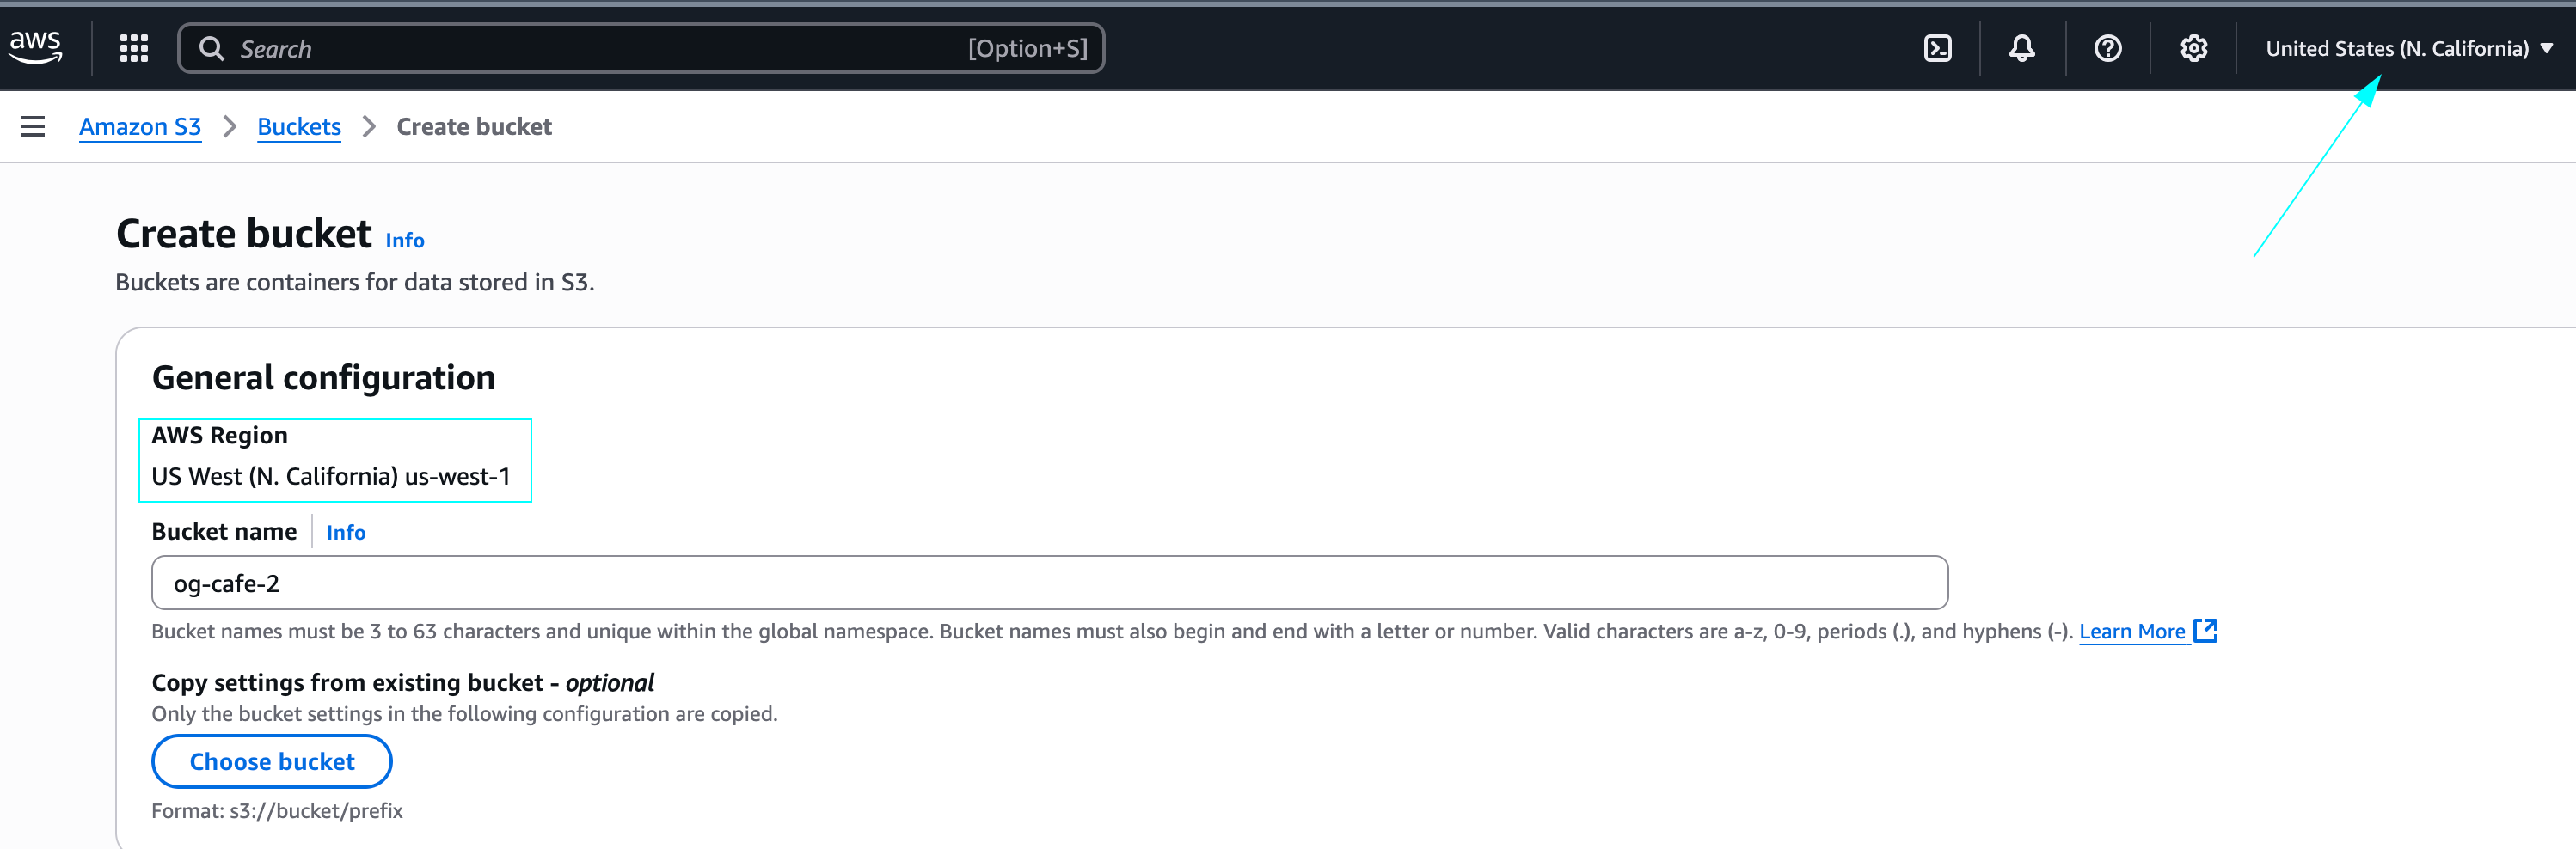 aws
Search [Option+S]
United States (N. California)
Amazon S3 Buckets Create bucket
Create bucket Info
Buckets are containers for data stored in S3.
General configuration
AWS Region
US West (N. California) us-west-1
Bucket name Info
og-cafe-2
Bucket names must be 3 to 63 characters and unique within the global namespace. Bucket names must also begin and end with a letter or number. Valid characters are a-z, 0-9, periods (.), and hyphens (-). Learn More
Copy settings from existing bucket - optional
Only the bucket settings in the following configuration are copied.
Choose bucket
Format: s3://bucket/prefix